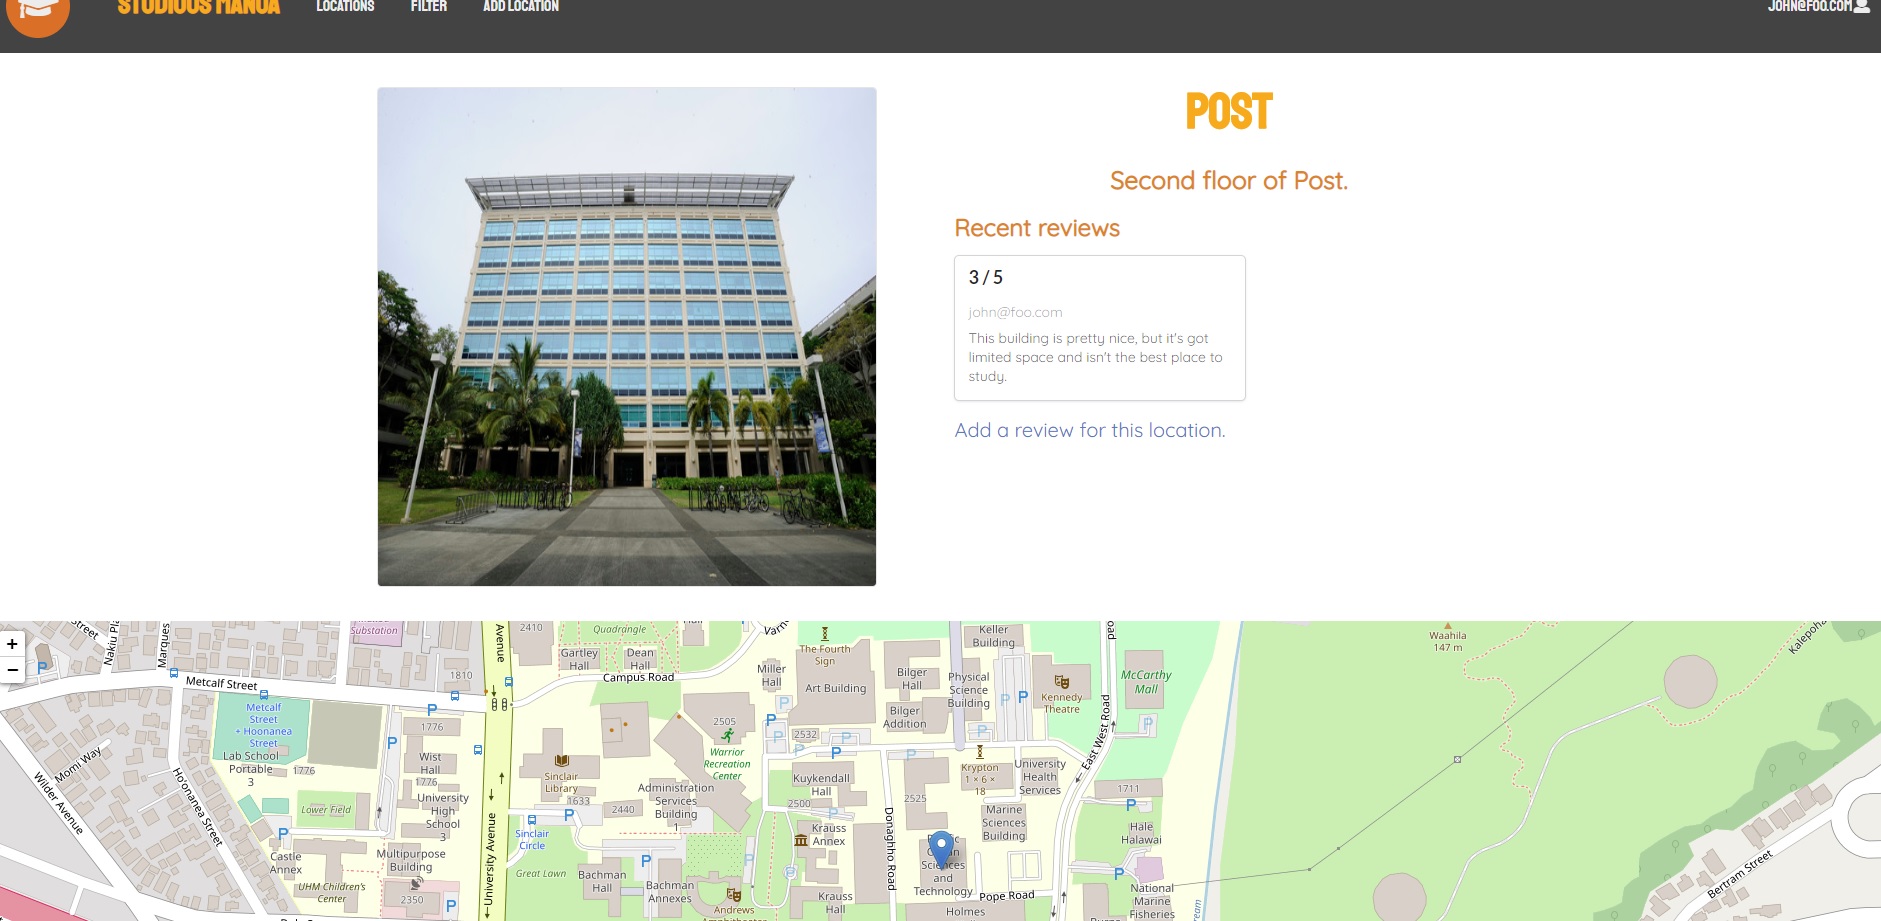 STUDIOUS MANOA
LOCATIONS
FILTER
ADD LOCATION
JOHN@FOO.COM
POST
Second floor of Post.
Recent reviews
3 / 5
john@foo.com
This building is pretty nice, but it's got
limited space and isn't the best place to
study.
Add a review for this location.
+
−
Street
Marques
Substation
Avenue
2410
Quadrangle
Hall
The Fourth
Sign
Keller
Building
Waahila
147 m
Metcalf Street
1810
Gartley
Hall
Dean
Hall
Campus Road
Miller
Hall
Art Building
Bilger
Hall
Bilger
Addition
Physical
Science
Building
Kennedy
Theatre
McCarthy
Mall
East West Road
Metcalf
Street
+ Hoonanea
Street
Lab School
Portable
3
1776
1776
Wist
Hall
1776
University
High
School
3
Momi Way
Wilder Avenue
Hoʻonanea Street
Lower Field
Castle
Annex
UHM Children's
Center
Multipurpose
Building
2350
University Avenue
Sinclair
Library
1633
2440
Sinclair
Circle
Great Lawn
Bachman
Hall
Bachman
Annexes
Administration
Services
Building
1
2505
Warrior
Recreation
Center
2532
Kuykendall
Hall
2500
Krauss
Annex
Krauss
Hall
Andrews
Donaghho Road
2525
Krypton
1 × 6 ×
18
University
Health
Services
Marine
Sciences
Building
Sciences
and
Technology
Pope Road
Holmes
1711
Hale
Halawai
National
Marine
Fisheries
Bertram Street